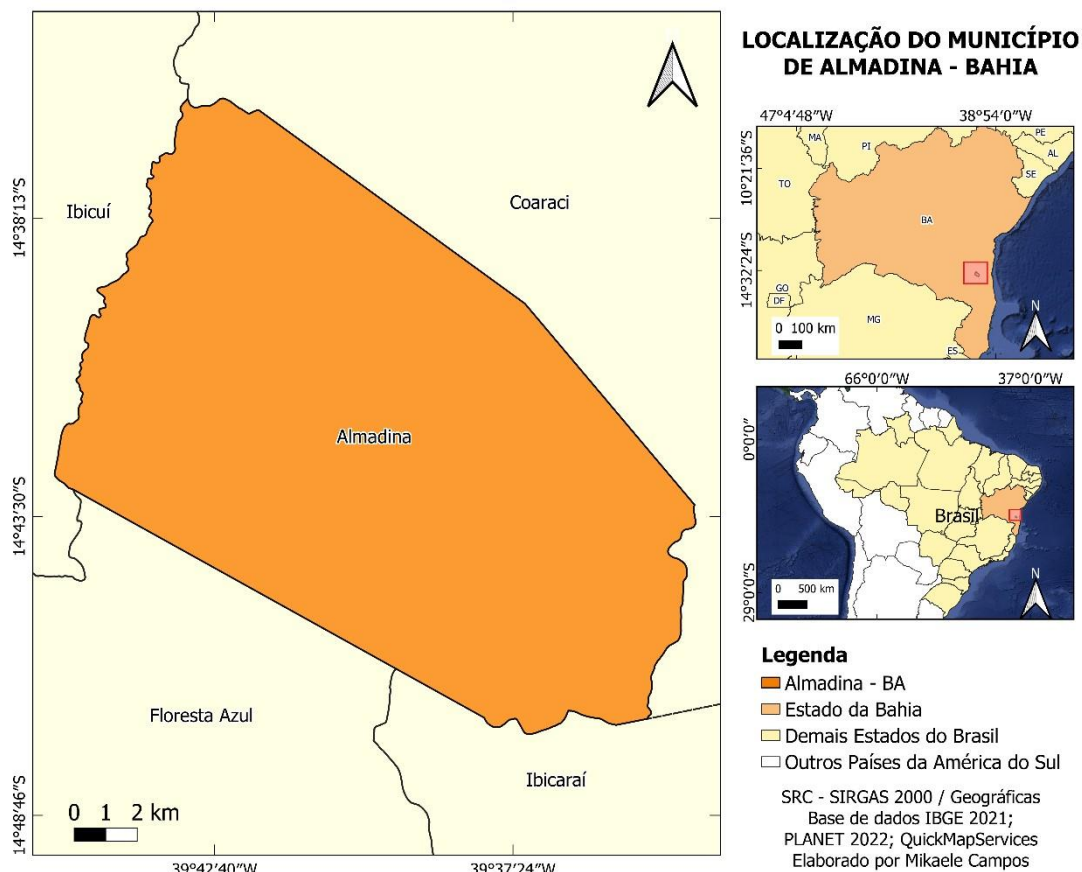 LOCALIZAÇÃO DO MUNICÍPIO
DE ALMADINA - BAHIA
Ibicuí
Coaraci
Almadina
Floresta Azul
Ibicaraí
0 1 2 km
14°38'13"S
14°43'30"S
14°48'46"S
39°42'40"W
39°37'24"W
47°4'48"W
38°54'0"W
10°21'36"S
14°32'24"S
MA
PI
PE
AL
SE
TO
BA
GO
DF
MG
ES
N
0 100 km
66°0'0"W
37°0'0"W
0°0'0"
29°0'0"S
Brasil
N
0 500 km
Legenda
Almadina - BA
Estado da Bahia
Demais Estados do Brasil
Outros Países da América do Sul
SRC - SIRGAS 2000 / Geográficas
Base de dados IBGE 2021;
PLANET 2022; QuickMapServices
Elaborado por Mikaele Campos